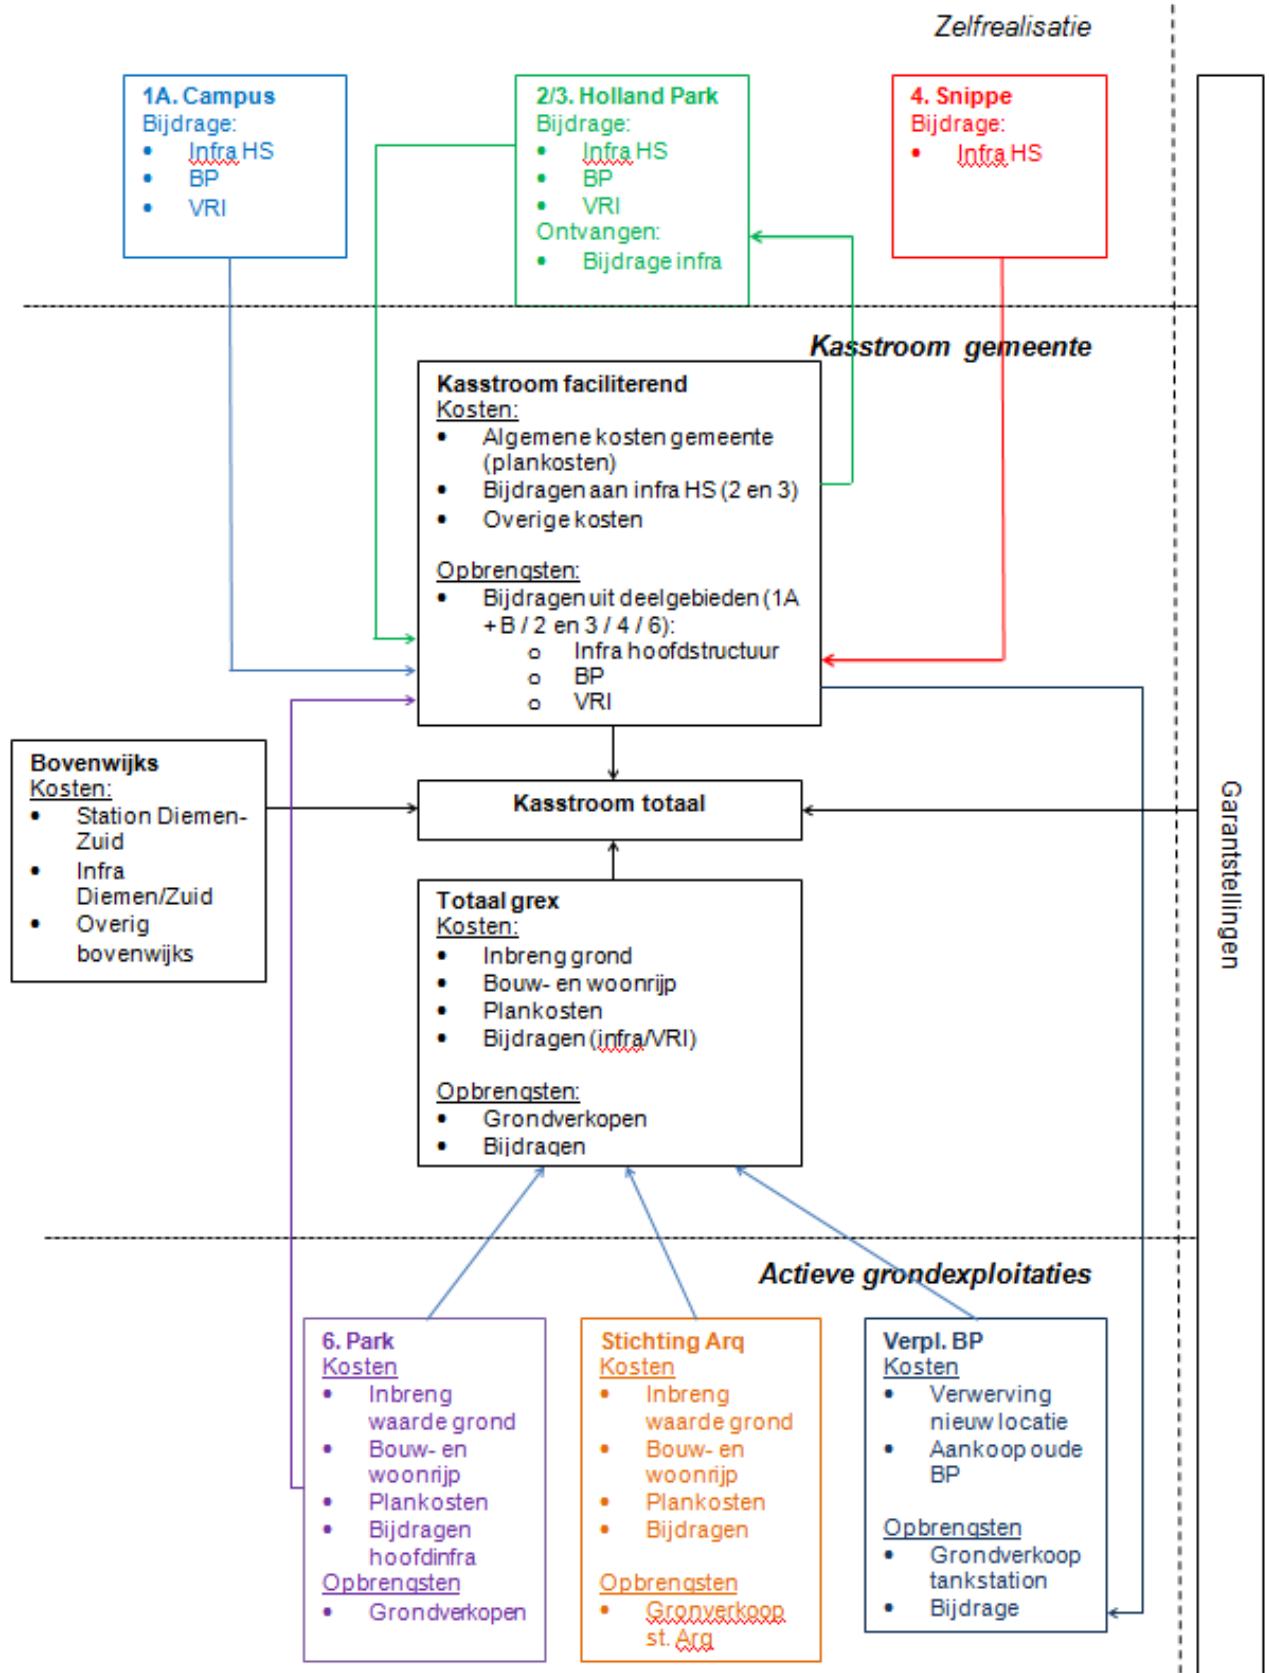 Zelfrealisatie
1A. Campus
Bijdrage:
• Infra HS
• BP
• VRI
2/3. Holland Park
Bijdrage:
• Infra HS
• BP
• VRI
Ontvangen:
• Bijdrage infra
4. Snippe
Bijdrage:
• Infra HS
Kasstroom gemeente
Kasstroom faciliterend
Kosten:
• Algemene kosten gemeente
(plankosten)
• Bijdragen aan infra HS (2 en 3)
• Overige kosten
Opbrengsten:
• Bijdragen uit deelgebieden (1A
+ B / 2 en 3 / 4 / 6):
o Infra hoofdstructuur
o BP
o VRI
Bovenwijks
Kosten:
• Station Diemen-
Zuid
• Infra
Diemen/Zuid
• Overig
bovenwijks
Kasstroom totaal
Garantstellingen
Totaal grex
Kosten:
• Inbreng grond
• Bouw- en woonrijp
• Plankosten
• Bijdragen (infra/VRI)
Opbrengsten:
• Grondverkopen
• Bijdragen
Actieve grondexploitaties
6. Park
Kosten
• Inbreng
waarde grond
• Bouw- en
woonrijp
• Plankosten
• Bijdragen
hoofdinfra
Opbrengsten
• Grondverkopen
Stichting Arq
Kosten
• Inbreng
waarde grond
• Bouw- en
woonrijp
• Plankosten
• Bijdragen
Opbrengsten
• Gronverkoop
st. Arq
Verpl. BP
Kosten
• Verwerving
nieuw locatie
• Aankoop oude
BP
Opbrengsten
• Grondverkoop
tankstation
• Bijdrage